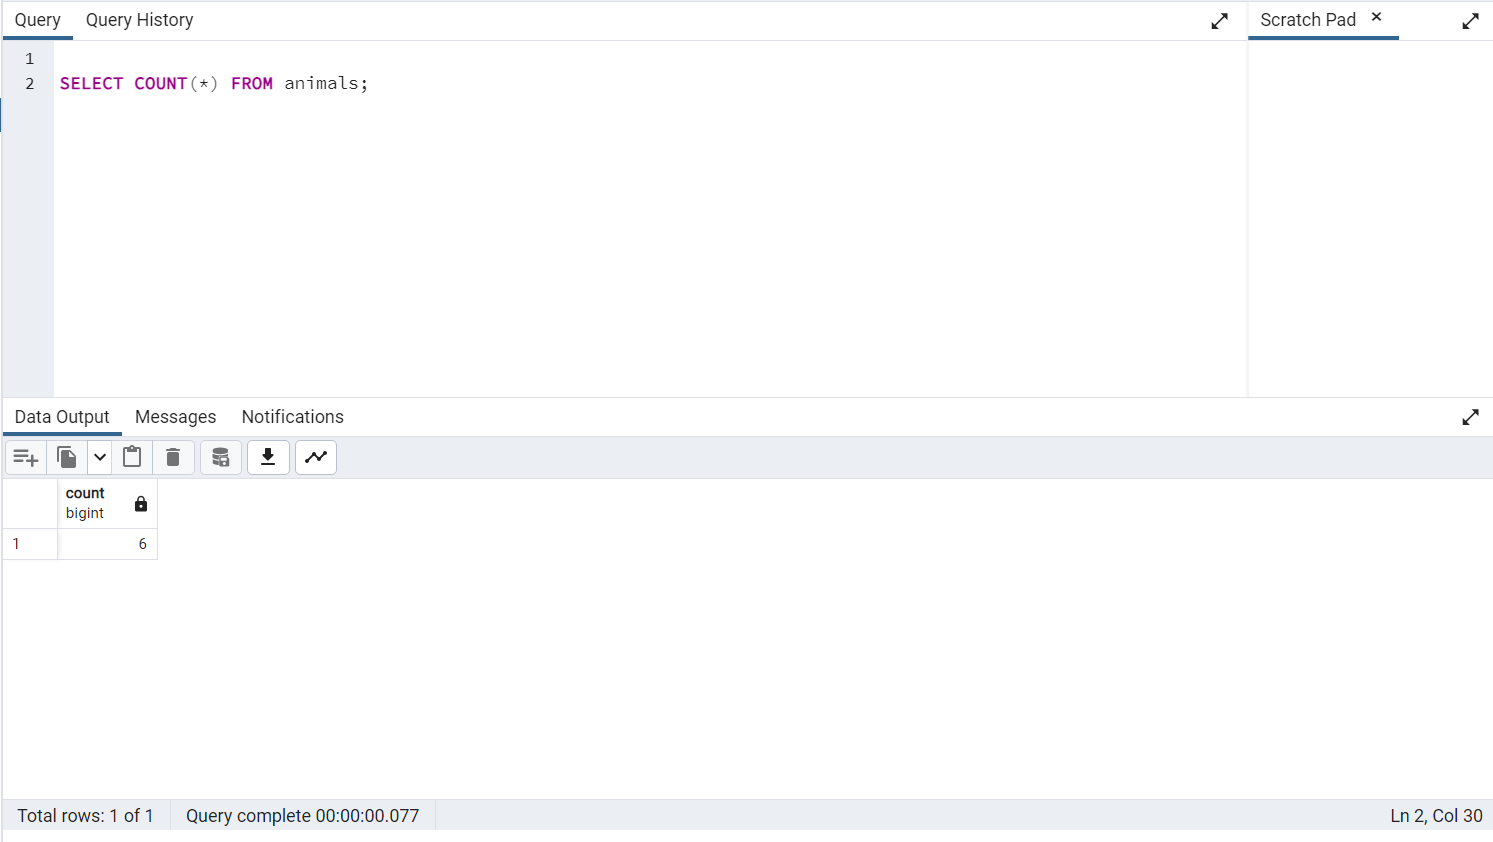 Query Query History Scratch Pad ×
1
2 SELECT COUNT(*) FROM animals;
Data Output Messages Notifications
count
bigint
1 6
Total rows: 1 of 1 Query complete 00:00:00.077 Ln 2, Col 30